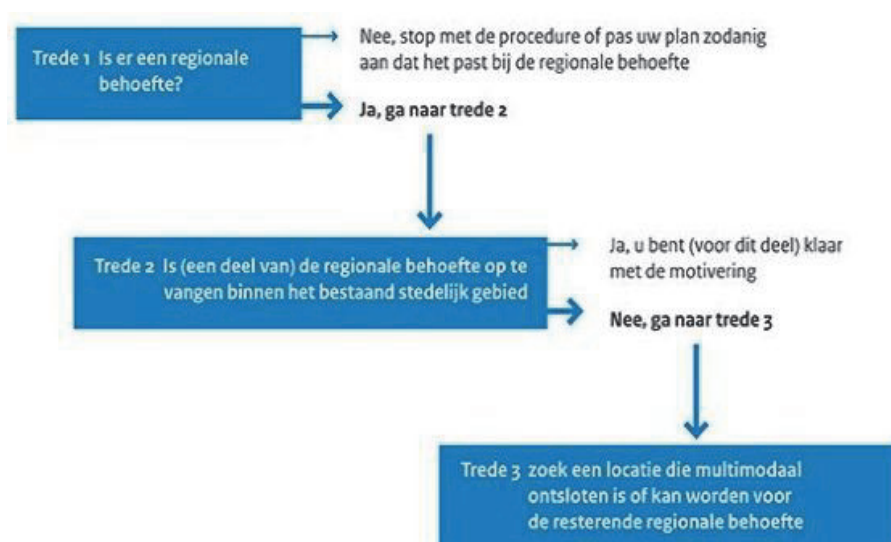 Trede 1 Is er een regionale
behoefte?
Nee, stop met de procedure of pas uw plan zodanig
aan dat het past bij de regionale behoefte
Ja, ga naar trede 2
Trede 2 Is (een deel van) de regionale behoefte op te
vangen binnen het bestaand stedelijk gebied
Ja, u bent (voor dit deel) klaar
met de motivering
Nee, ga naar trede 3
Trede 3 zoek een locatie die multimodaal
ontsloten is of kan worden voor
de resterende regionale behoefte